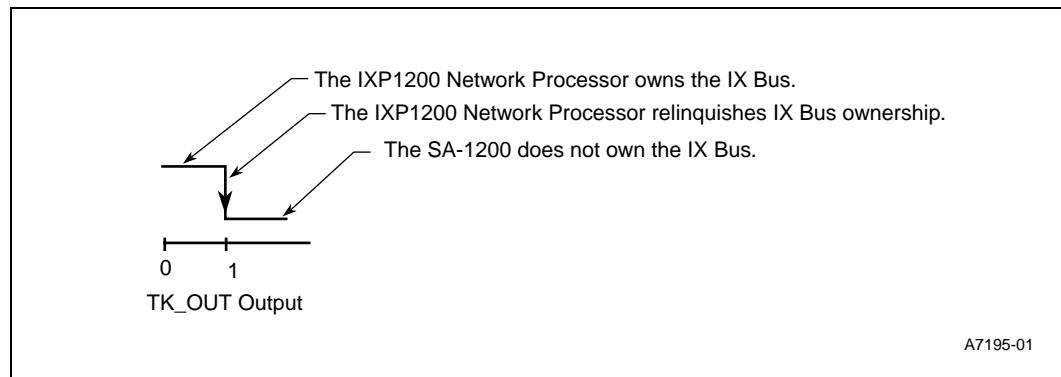 The IXP1200 Network Processor owns the IX Bus.
The IXP1200 Network Processor relinquishes IX Bus ownership.
The SA-1200 does not own the IX Bus.
0 1
TK_OUT Output
A7195-01